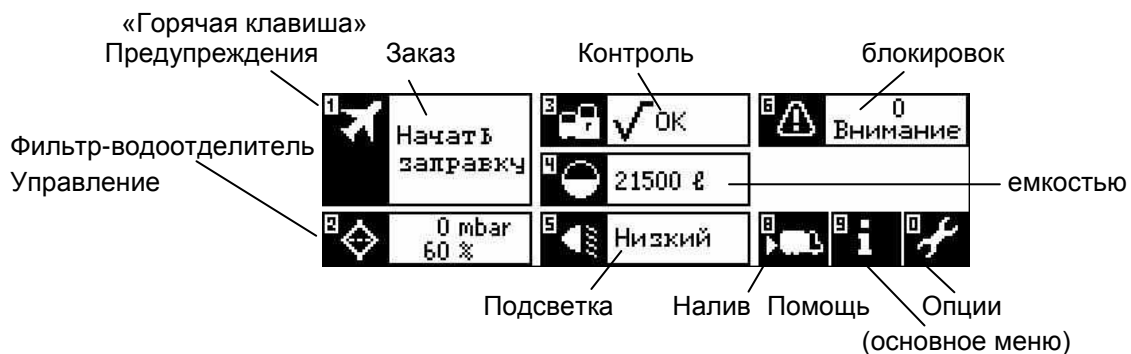 «Горячая клавиша»
Предупреждения Заказ Контроль блокировок
1 3 √OK 6 0
Внимание
Начать
заправку
Фильтр-водоотделитель
Управление
4 21500 ℓ емкостью
2 0 mbar
60 %
5 Низкий
8 9 i 0
Подсветка Налив Помощь Опции
(основное меню)